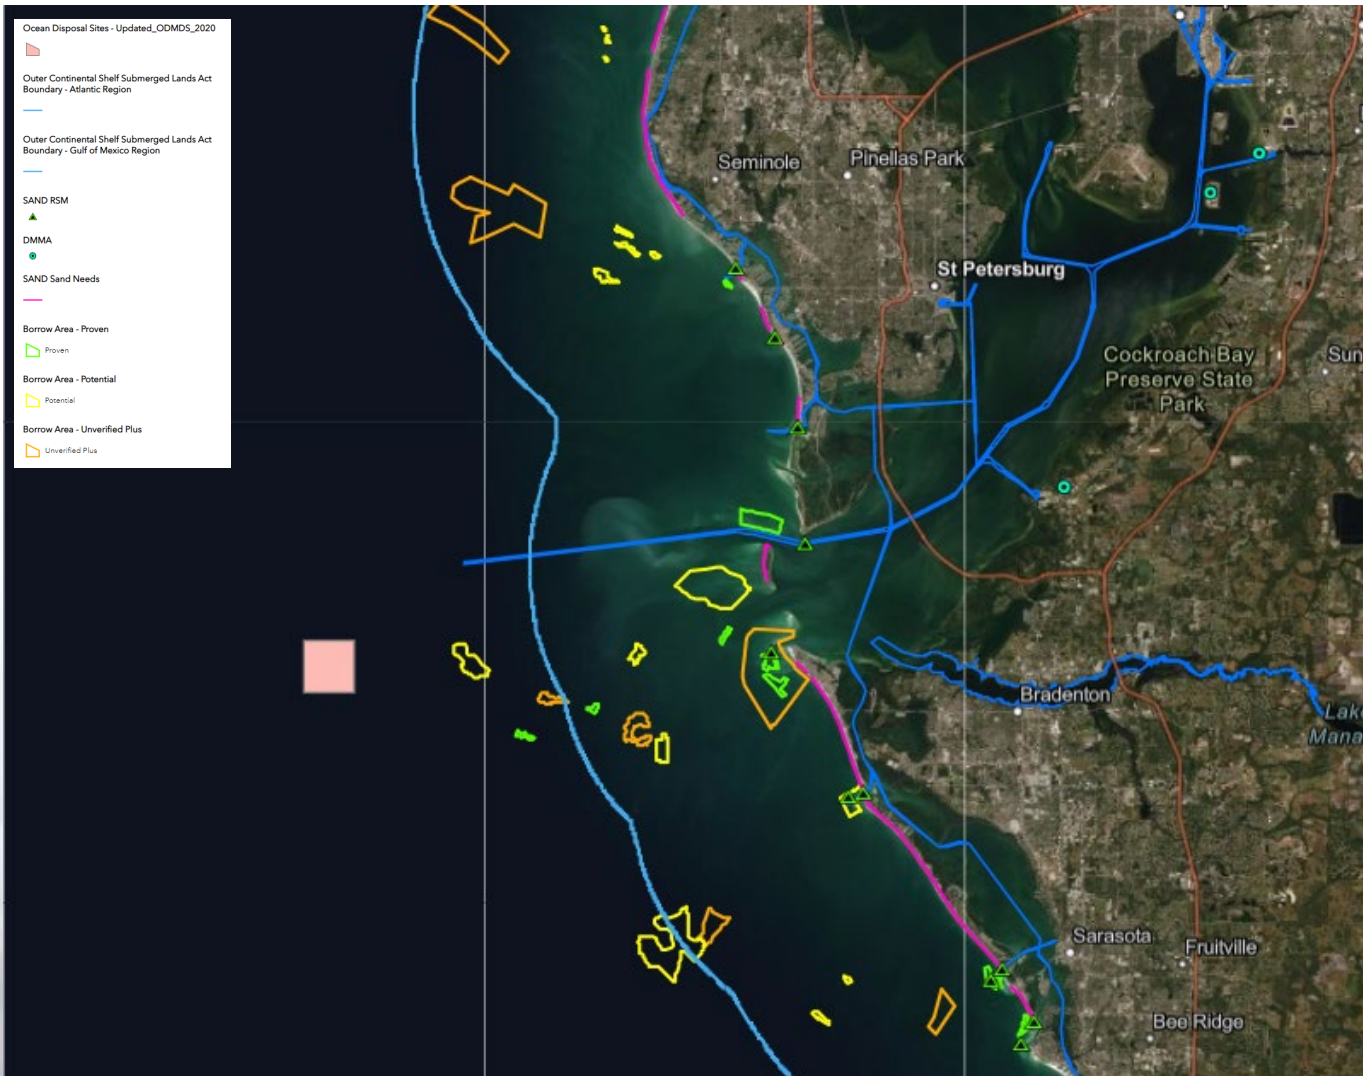 Ocean Disposal Sites - Updated_ODMDS_2020
Outer Continental Shelf Submerged Lands Act
Boundary - Atlantic Region
Outer Continental Shelf Submerged Lands Act
Boundary - Gulf of Mexico Region
SAND RSM
DMMA
SAND Sand Needs
Borrow Area - Proven
Proven
Borrow Area - Potential
Potential
Borrow Area - Unverified Plus
Unverified Plus
Seminole
Pinellas Park
St Petersburg
Cockroach Bay
Preserve State
Park
Sun
Bradenton
Lake
Mana
Sarasota
Fruitville
Bee Ridge